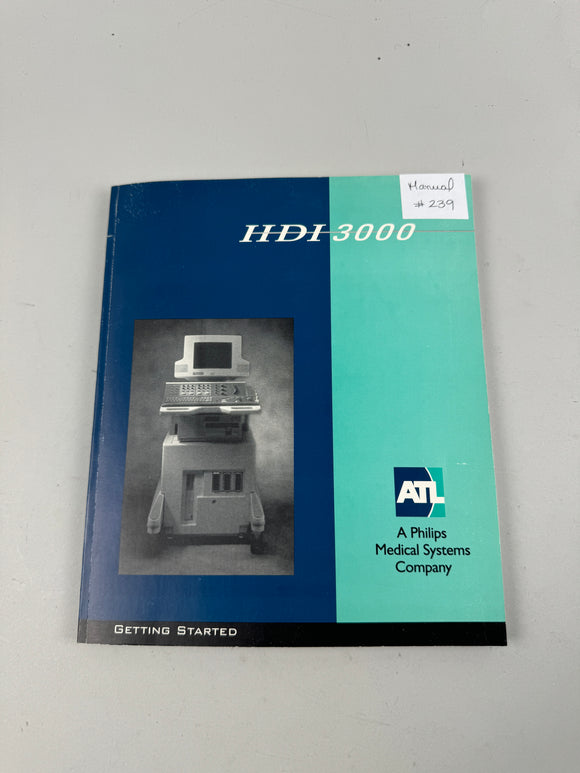 Manual
# 239
HDI 3000
ATL
A Philips
Medical Systems
Company
GETTING STARTED